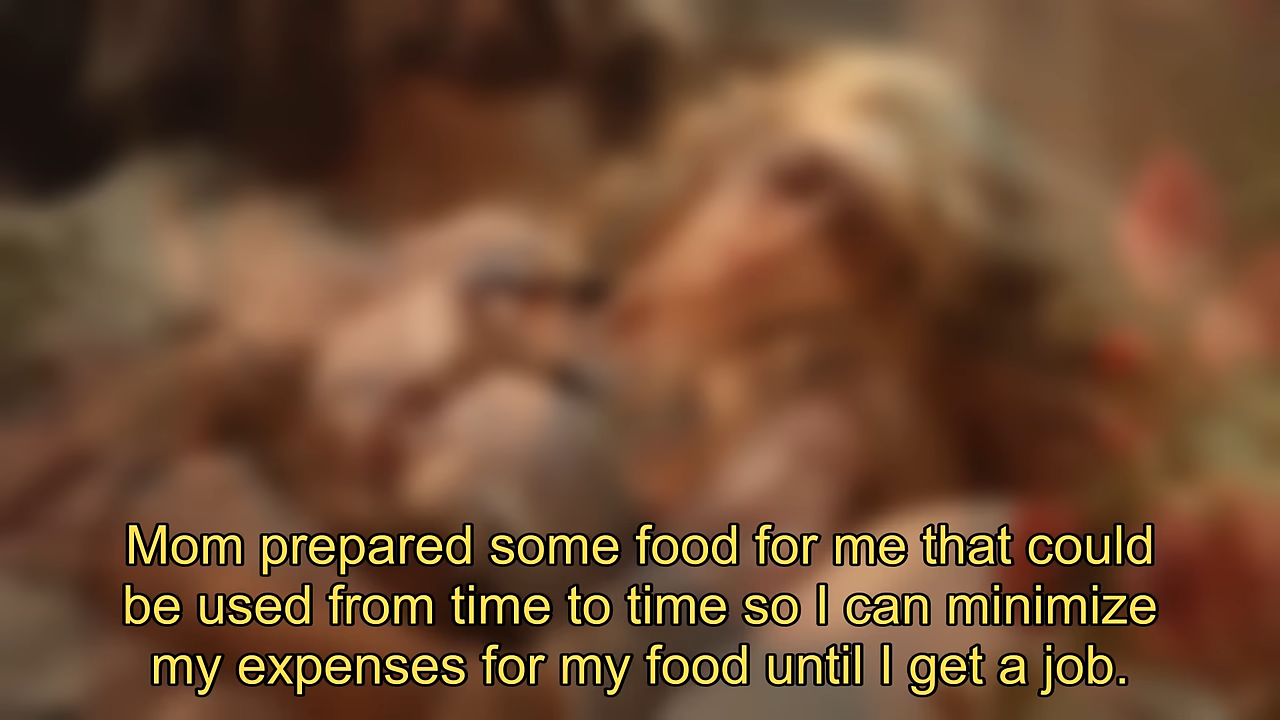 Mom prepared some food for me that could
be used from time to time so I can minimize
my expenses for my food until I get a job.